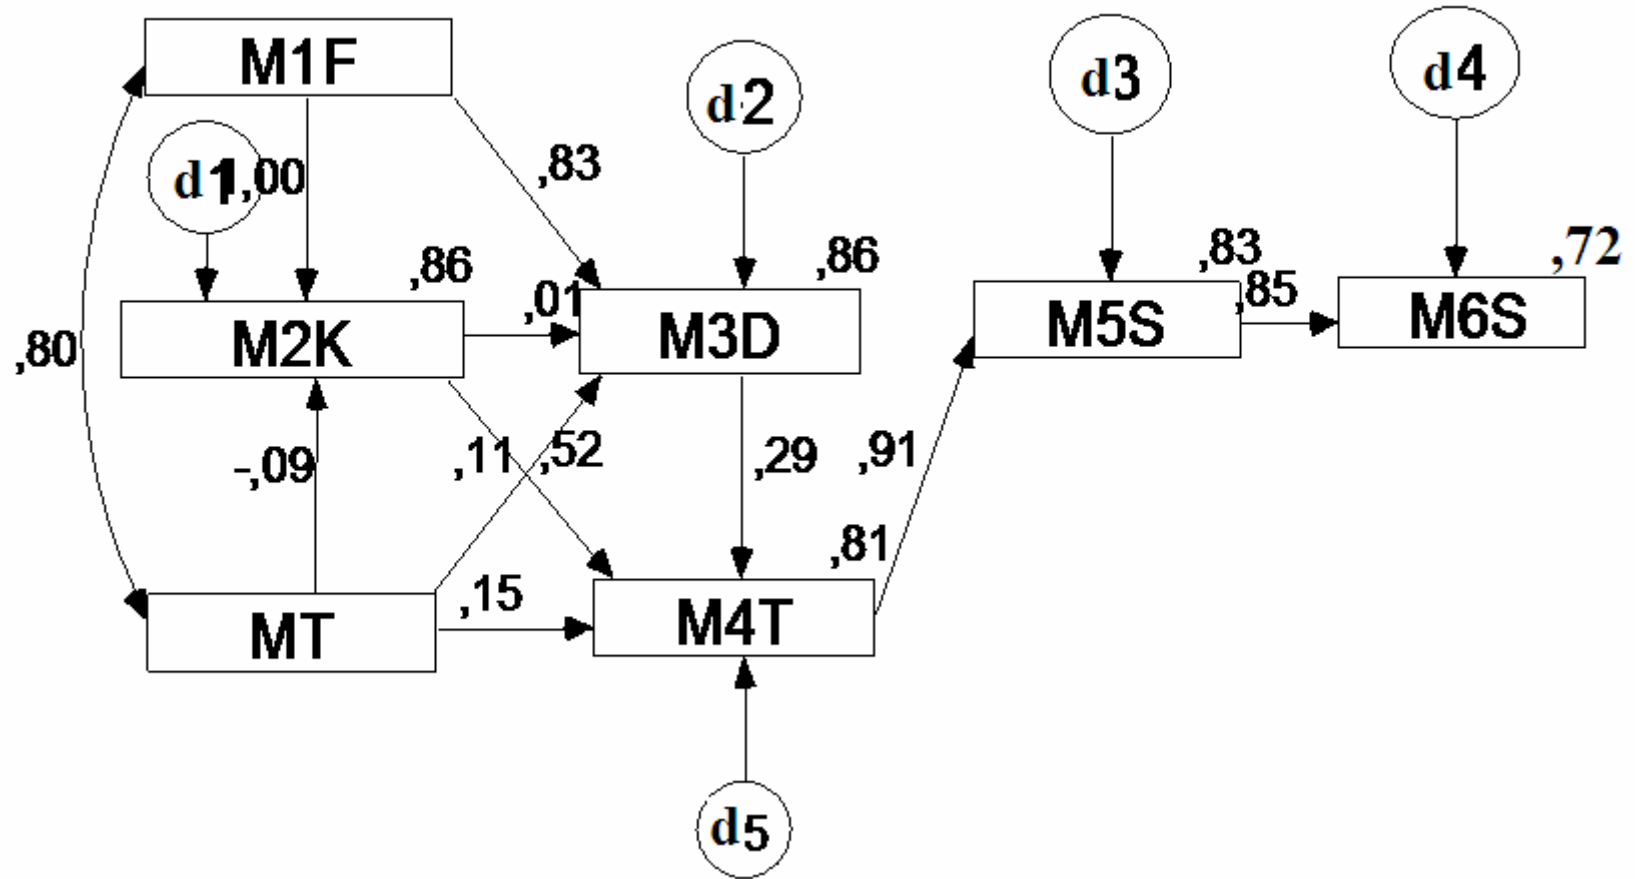 M1F
d1
1,00
,83
d2
d3
d4
,80
M2K
,86
,01
M3D
,86
M5S
,83
,85
M6S
,72
-,09
,11
,52
,29
,91
MT
,15
M4T
,81
d5